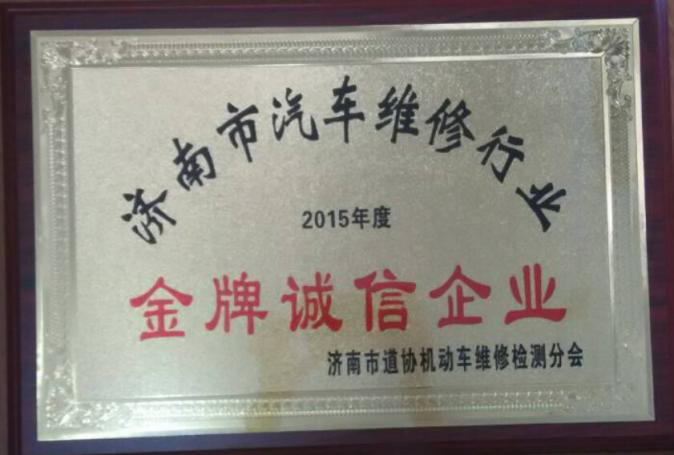 济南市汽车维修行业
2015年度
金牌诚信企业
济南市道协机动车维修检测分会